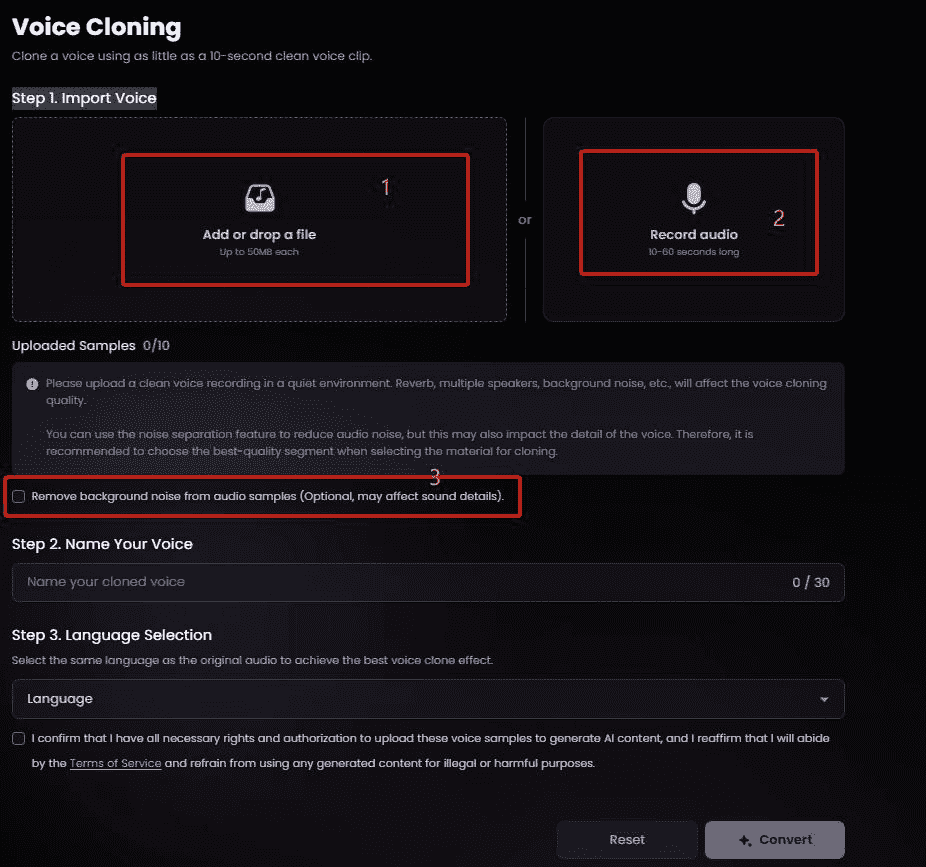 Voice Cloning
Clone a voice using as little as a 10-second clean voice clip.
Step 1. Import Voice
1
Add or drop a file
Up to 50MB each
or
2
Record audio
10-60 seconds long
Uploaded Samples 0/10
Please upload a clean voice recording in a quiet environment. Reverb, multiple speakers, background noise, etc., will affect the voice cloning
quality.
You can use the noise separation feature to reduce audio noise, but this may also impact the detail of the voice. Therefore, it is
recommended to choose the best-quality segment when selecting the material for cloning.
3
Remove background noise from audio samples (Optional, may affect sound details).
Step 2. Name Your Voice
Name your cloned voice 0 / 30
Step 3. Language Selection
Select the same language as the original audio to achieve the best voice clone effect.
Language
I confirm that I have all necessary rights and authorization to upload these voice samples to generate AI content, and I reaffirm that I will abide
by the Terms of Service and refrain from using any generated content for illegal or harmful purposes.
Reset Convert